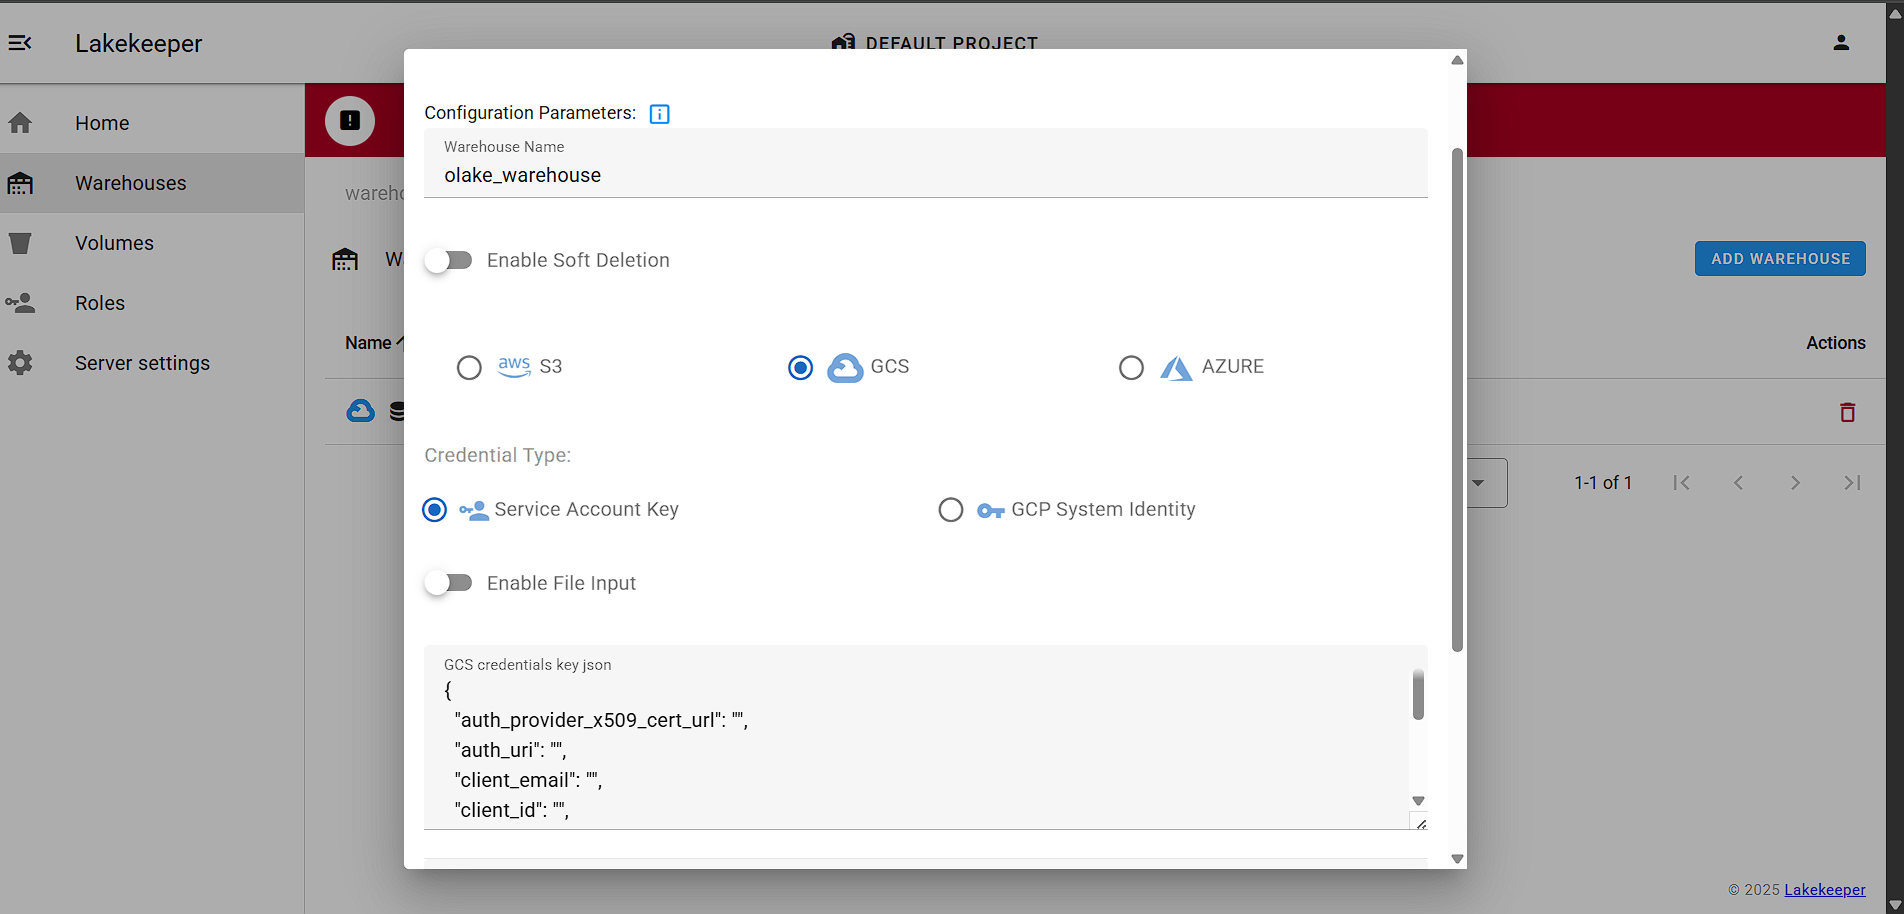 Lakekeeper
DEFAULT PROJECT
Home
Warehouses
Volumes
Roles
Server settings
Configuration Parameters:
Warehouse Name
olake_warehouse
Enable Soft Deletion
ADD WAREHOUSE
aws S3
GCS
AZURE
Name
Actions
Credential Type:
Service Account Key
GCP System Identity
1-1 of 1
Enable File Input
GCS credentials key json
{
"auth_provider_x509_cert_url": "",
"auth_uri": "",
"client_email": "",
"client_id": "",
© 2025 Lakekeeper